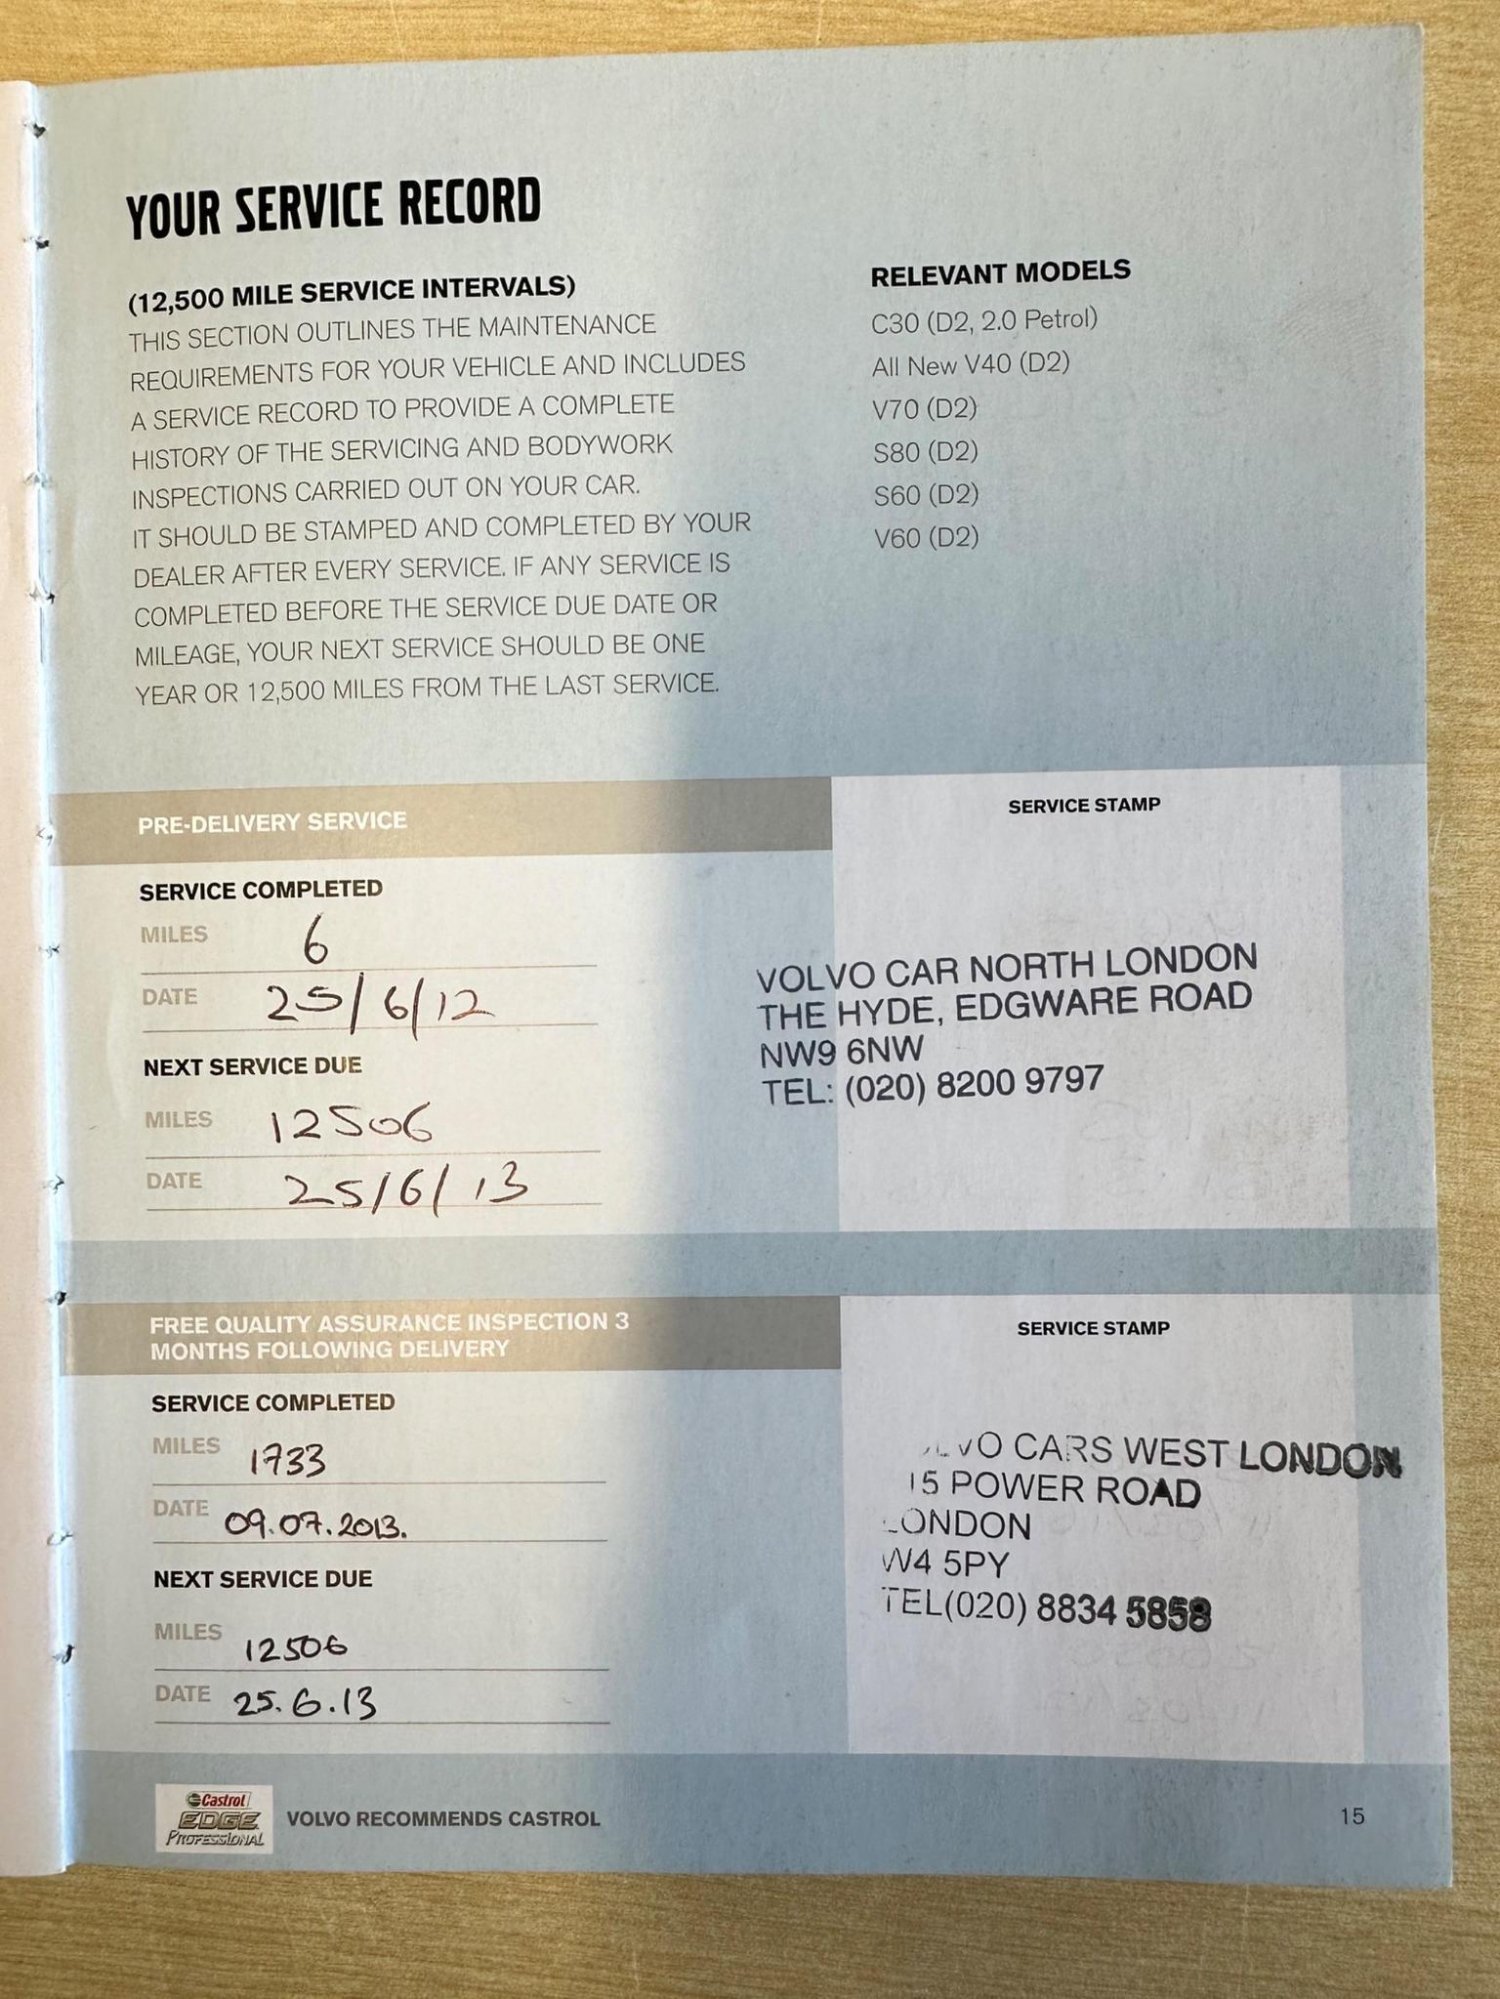 YOUR SERVICE RECORD
(12,500 MILE SERVICE INTERVALS)
THIS SECTION OUTLINES THE MAINTENANCE
REQUIREMENTS FOR YOUR VEHICLE AND INCLUDES
A SERVICE RECORD TO PROVIDE A COMPLETE
HISTORY OF THE SERVICING AND BODYWORK
INSPECTIONS CARRIED OUT ON YOUR CAR.
IT SHOULD BE STAMPED AND COMPLETED BY YOUR
DEALER AFTER EVERY SERVICE. IF ANY SERVICE IS
COMPLETED BEFORE THE SERVICE DUE DATE OR
MILEAGE, YOUR NEXT SERVICE SHOULD BE ONE
YEAR OR 12,500 MILES FROM THE LAST SERVICE.
RELEVANT MODELS
C30 (D2, 2.0 Petrol)
All New V40 (D2)
V70 (D2)
S80 (D2)
S60 (D2)
V60 (D2)
PRE-DELIVERY SERVICE
SERVICE COMPLETED
MILES 6
DATE 25/6/12
NEXT SERVICE DUE
MILES 12506
DATE 25/6/13
SERVICE STAMP
VOLVO CAR NORTH LONDON
THE HYDE, EDGWARE ROAD
NW9 6NW
TEL: (020) 8200 9797
FREE QUALITY ASSURANCE INSPECTION 3
MONTHS FOLLOWING DELIVERY
SERVICE COMPLETED
MILES 1733
DATE 09.07.2013.
NEXT SERVICE DUE
MILES 12506
DATE 25.6.13
SERVICE STAMP
VO CARS WEST LONDON
15 POWER ROAD
LONDON
W4 5PY
TEL(020) 8834 5858
Castrol
EDGE
PROFESSIONAL
VOLVO RECOMMENDS CASTROL
15